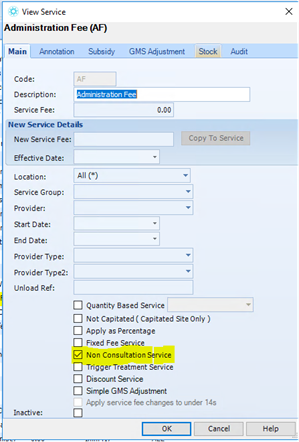 View Service
Administration Fee (AF)
Main Annotation Subsidy GMS Adjustment Stock Audit
Code: AF
Description: Administration Fee
Service Fee: 0.00
New Service Details
New Service Fee: Copy To Service
Effective Date:
Location: All (*)
Service Group:
Provider:
Start Date:
End Date:
Provider Type:
Provider Type2:
Unload Ref:
Quantity Based Service
Not Capitated ( Capitated Site Only )
Apply as Percentage
Fixed Fee Service
Non Consultation Service
Trigger Treatment Service
Discount Service
Simple GMS Adjustment
Apply service fee changes to under 14s
Inactive:
OK Cancel Help